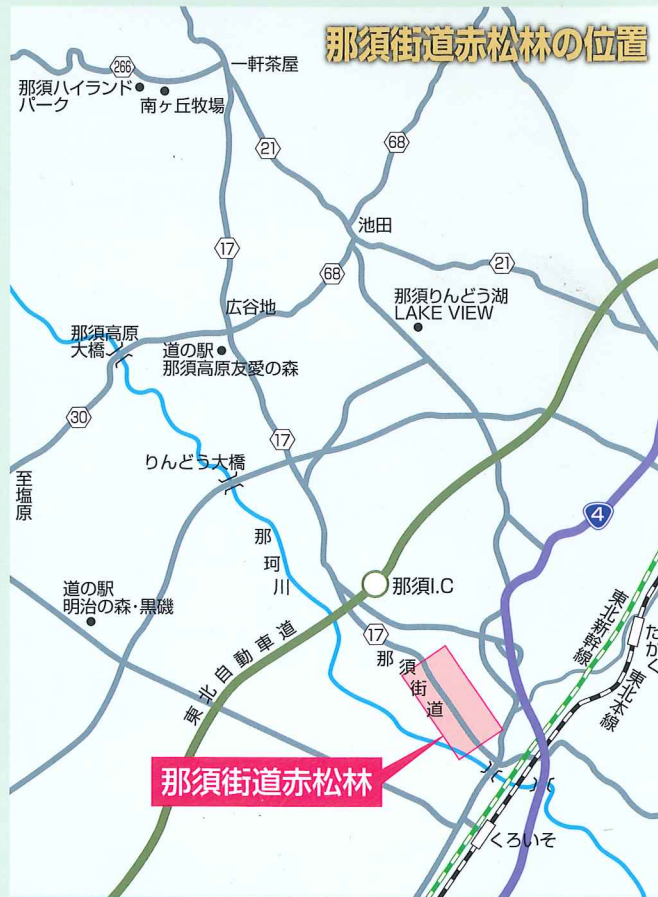 那須街道赤松林の位置
266
一軒茶屋
那須ハイランド
パーク
南ヶ丘牧場
21
68
池田
17
68
21
広谷地
那須りんどう湖
LAKE VIEW
那須高原
大橋
道の駅
那須高原友愛の森
30
17
りんどう大橋
至塩原
4
那珂川
那須I.C
道の駅
明治の森・黒磯
17
那須街道
東北自動車道
東北新幹線
たかく
東北本線
那須街道赤松林
くろいそ